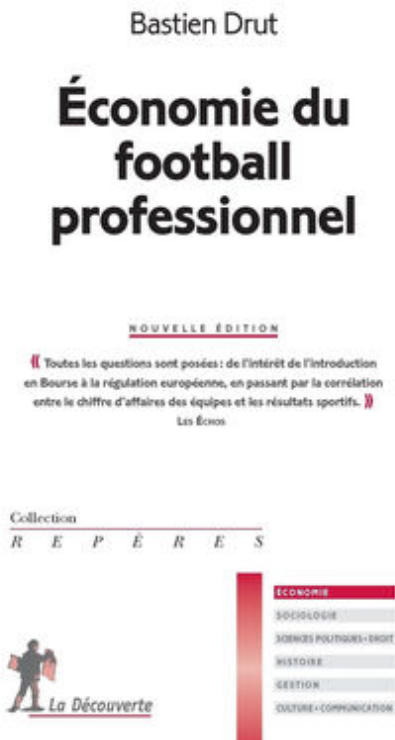 Bastien Drut
Économie du
football
professionnel
NOUVELLE ÉDITION
« Toutes les questions sont posées : de l'intérêt de l'introduction
en Bourse à la régulation européenne, en passant par la corrélation
entre le chiffre d'affaires des équipes et les résultats sportifs. »
LES ÉCHOS
Collection
R E P È R E S
ÉCONOMIE
SOCIOLOGIE
SCIENCES POLITIQUES • DROIT
HISTOIRE
GESTION
CULTURE • COMMUNICATION
La Découverte